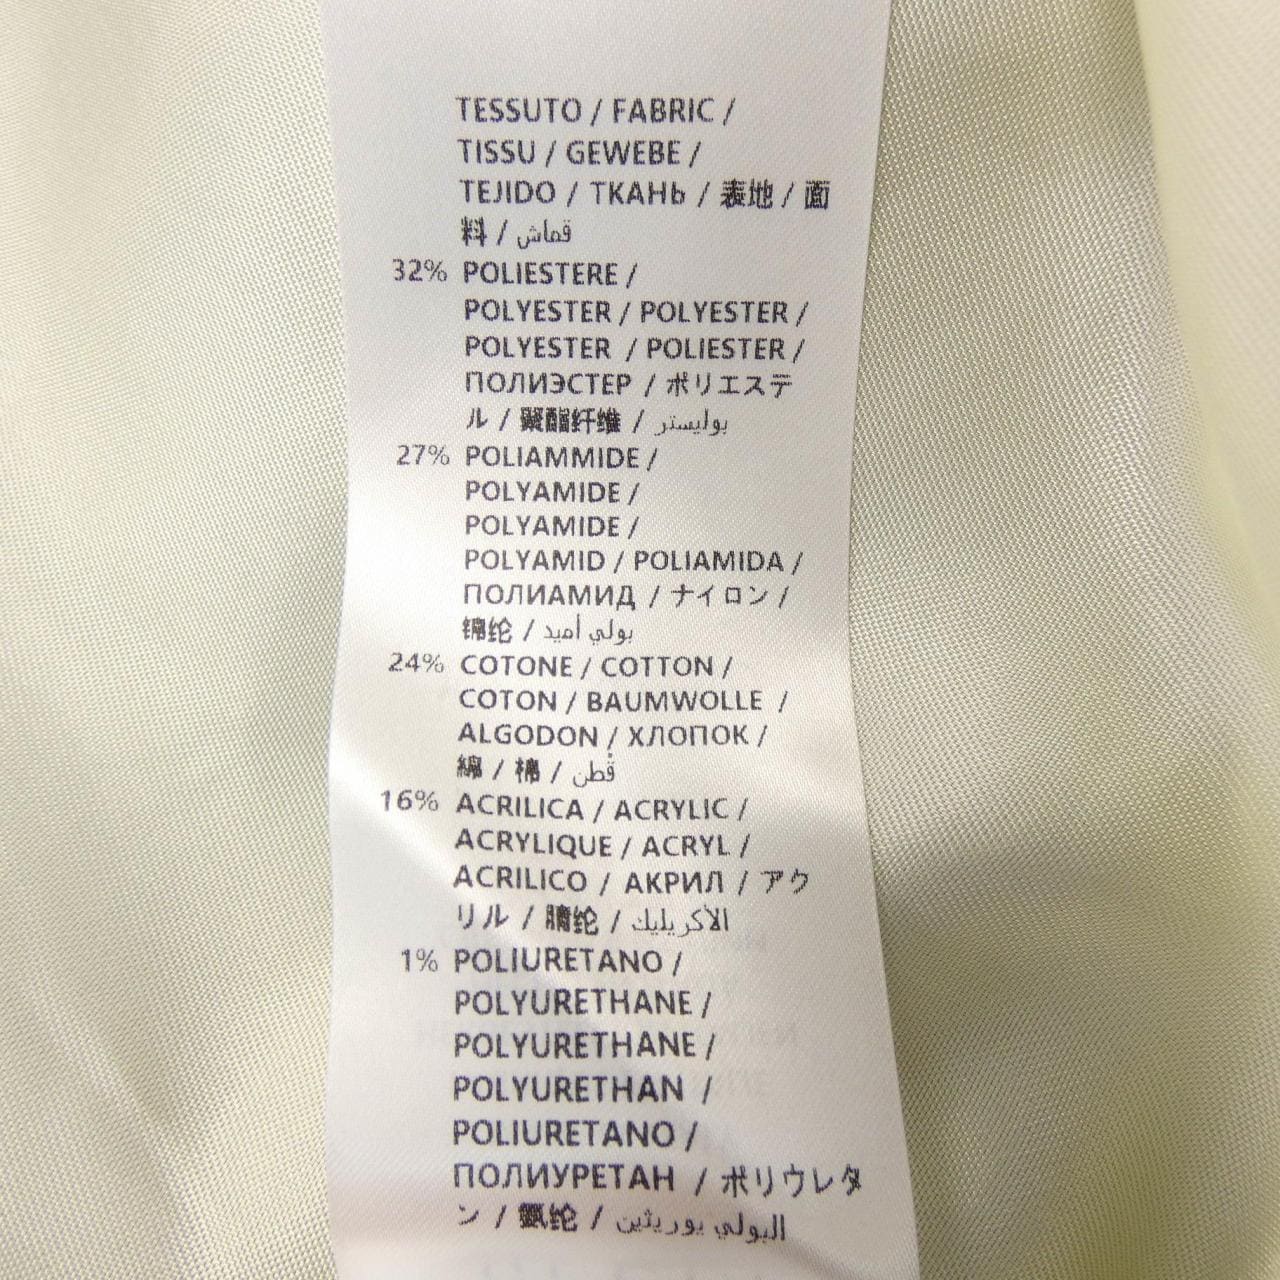 TESSUTO / FABRIC /
TISSU / GEWEBE /
TEJIDO / ТКАНЬ / 表地 / 面
料 / قماش
32% POLIESTERE /
POLYESTER / POLYESTER /
POLYESTER / POLIESTER /
ПОЛИЭСТЕР / ポリエステ
ル / 聚酯纤维 / بوليستر
27% POLIAMMIDE /
POLYAMIDE /
POLYAMIDE /
POLYAMID / POLIAMIDA /
ПОЛИАМИД / ナイロン /
锦纶 / بولي أميد
24% COTONE / COTTON /
COTON / BAUMWOLLE /
ALGODON / ХЛОПОК /
綿 / 棉 / قُطن
16% ACRILICA / ACRYLIC /
ACRYLIQUE / ACRYL /
ACRILICO / АКРИЛ / アク
リル / 腈纶 / الأكريليك
1% POLIURETANO /
POLYURETHANE /
POLYURETHANE /
POLYURETHAN /
POLIURETANO /
ПОЛИУРЕТАН / ポリウレタ
ン / 氨纶 / البولي يوريثين